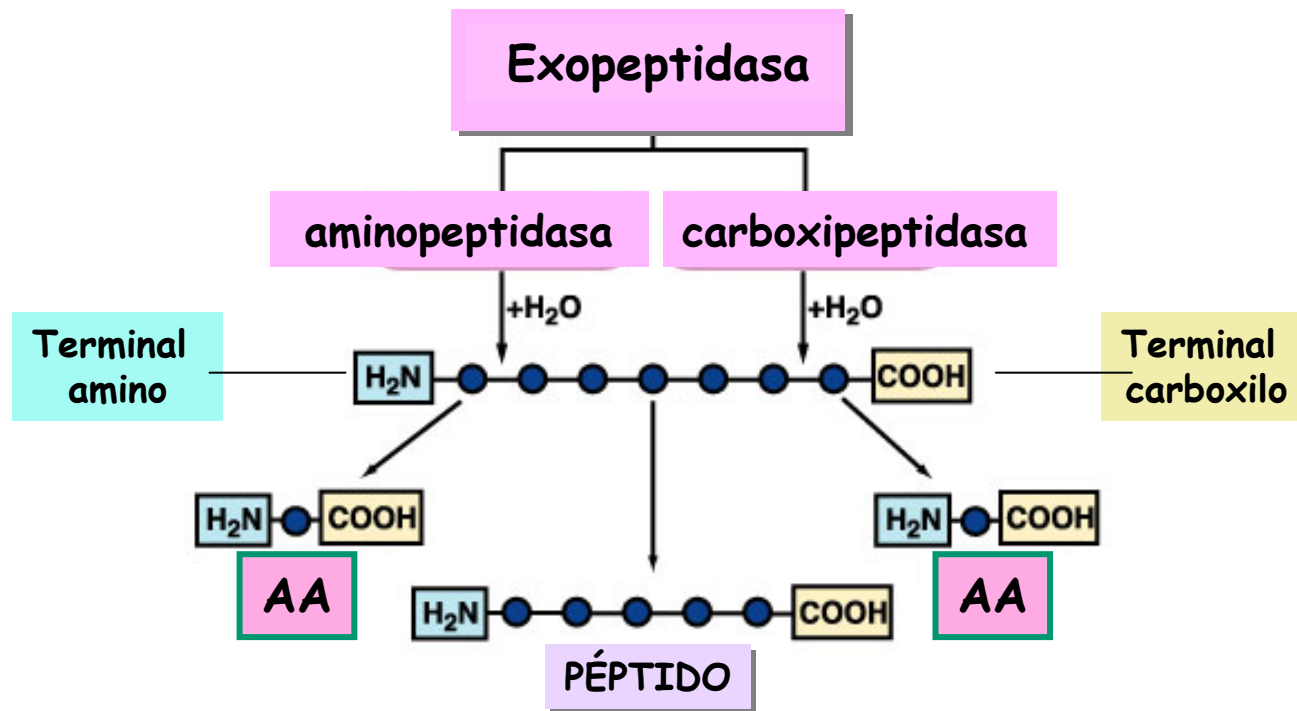 Exopeptidasa
aminopeptidasa
carboxipeptidasa
+H₂O
+H₂O
Terminal
amino
H₂N
COOH
Terminal
carboxilo
H₂N
COOH
H₂N
COOH
AA
AA
H₂N
COOH
PÉPTIDO